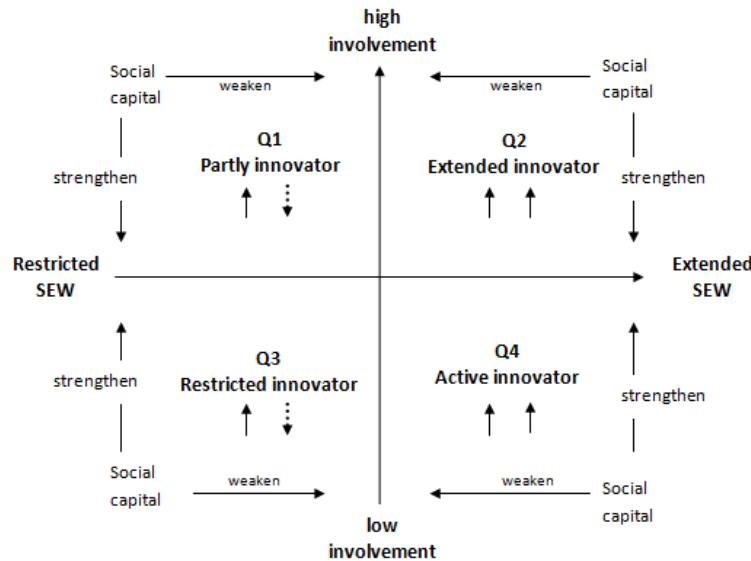 high
involvement
Social
capital
weaken
weaken
Social
capital
Q1
Partly innovator
Q2
Extended innovator
strengthen
strengthen
Restricted
SEW
Extended
SEW
Q3
Restricted innovator
Q4
Active innovator
strengthen
strengthen
Social
capital
weaken
weaken
Social
capital
low
involvement